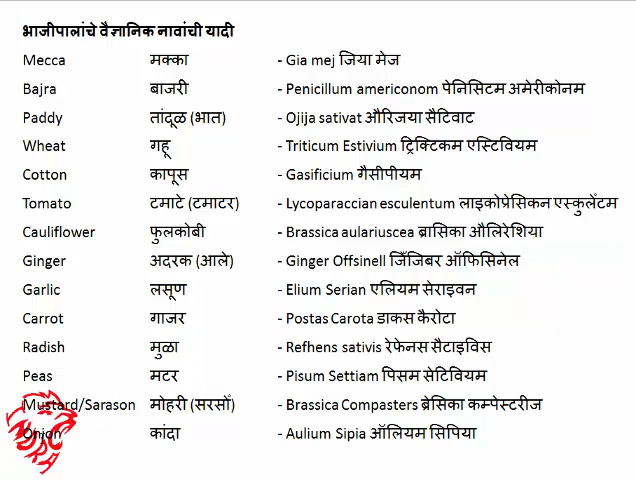 भाजीपालांचे वैज्ञानिक नावांची यादी
Mecca मक्का - Gia mej जिया मेज
Bajra बाजरी - Penicillum americonom पेनिसिटम अमेरीकोनम
Paddy तांदूळ (भात) - Ojija sativat औरिजया सैटिवाट
Wheat गहू - Triticum Estivium ट्रिक्टिकम एस्टिवियम
Cotton कापूस - Gasificium गैसीपीयम
Tomato टमाटे (टमाटर) - Lycoparaccian esculentum लाइकोप्रेसिकन एस्कुलेंटम
Cauliflower फुलकोबी - Brassica aulariuscea ब्रासिका औलिरेशिया
Ginger अदरक (आले) - Ginger Offsinell जिंजिबर ऑफिसिनेल
Garlic लसूण - Elium Serian एलियम सेराइवन
Carrot गाजर - Postas Carota डाकस कैरोटा
Radish मुळा - Refhens sativis रेफेनस सैटाइविस
Peas मटर - Pisum Settiam पिसम सेटिवियम
Mustard/Sarason मोहरी (सरसों) - Brassica Compasters ब्रेसिका कम्पेस्टरीज
Onion कांदा - Aulium Sipia ऑलियम सिपिया